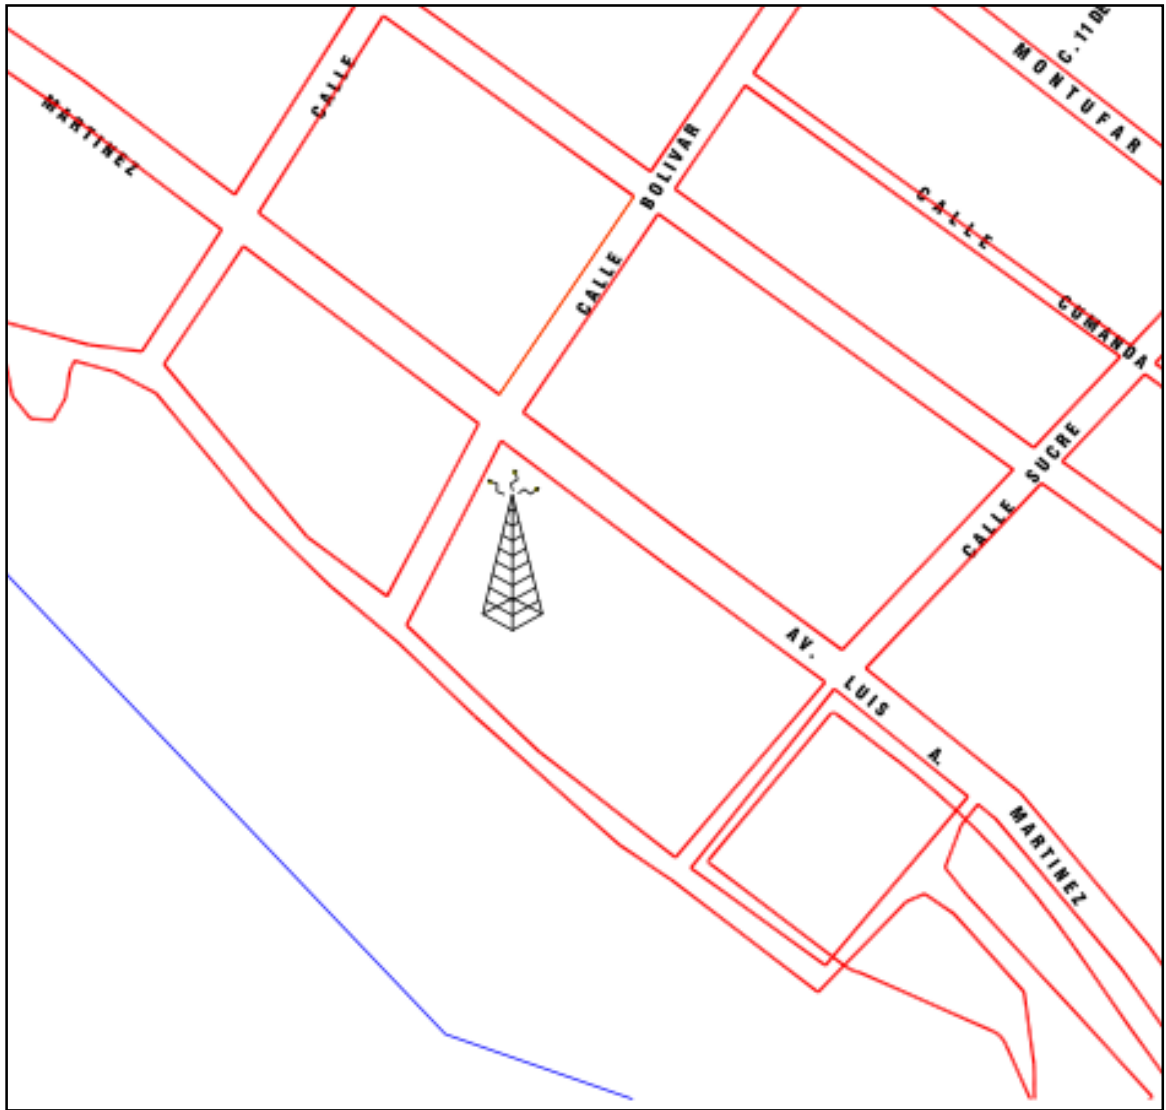 C. 11 DE
MONTUFAR
CALLE
MARTINEZ
BOLIVAR
CALLE
CALLE
CUMANDA
SUCRE
CALLE
AV.
LUIS
A.
MARTINEZ